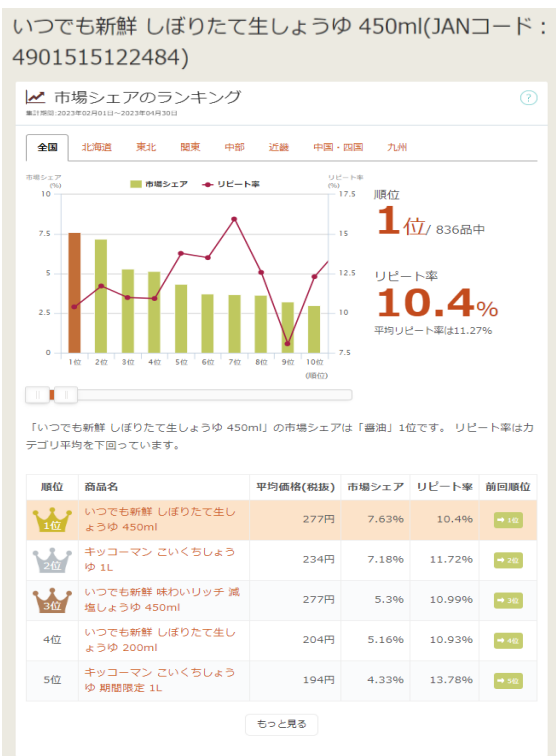 いつでも新鮮 しぼりたて生しょうゆ 450ml(JANコード：
4901515122484)
市場シェアのランキング
?
集計期間:2023年02月01日～2023年04月30日
全国 北海道 東北 関東 中部 近畿 中国・四国 九州
市場シェア
(%)
市場シェア リピート率
リピート率
(%)
10 17.5
7.5 15
5 12.5
2.5 10
0 7.5
1位 2位 3位 4位 5位 6位 7位 8位 9位 10位
(順位)
順位
1位/ 836品中
リピート率
10.4%
平均リピート率は11.27%
「いつでも新鮮 しぼりたて生しょうゆ 450ml」の市場シェアは「醤油」1位です。 リピート率はカ
テゴリ平均を下回っています。
順位 商品名 平均価格(税抜) 市場シェア リピート率 前回順位
1位 いつでも新鮮 しぼりたて生し
ょうゆ 450ml 277円 7.63% 10.4% ➡ 1位
2位 キッコーマン こいくちしょう
ゆ 1L 234円 7.18% 11.72% ➡ 2位
3位 いつでも新鮮 味わいリッチ 減
塩しょうゆ 450ml 277円 5.3% 10.99% ➡ 3位
4位 いつでも新鮮 しぼりたて生し
ょうゆ 200ml 204円 5.16% 10.93% ➡ 4位
5位 キッコーマン こいくちしょう
ゆ 期間限定 1L 194円 4.33% 13.78% ➡ 5位
もっと見る